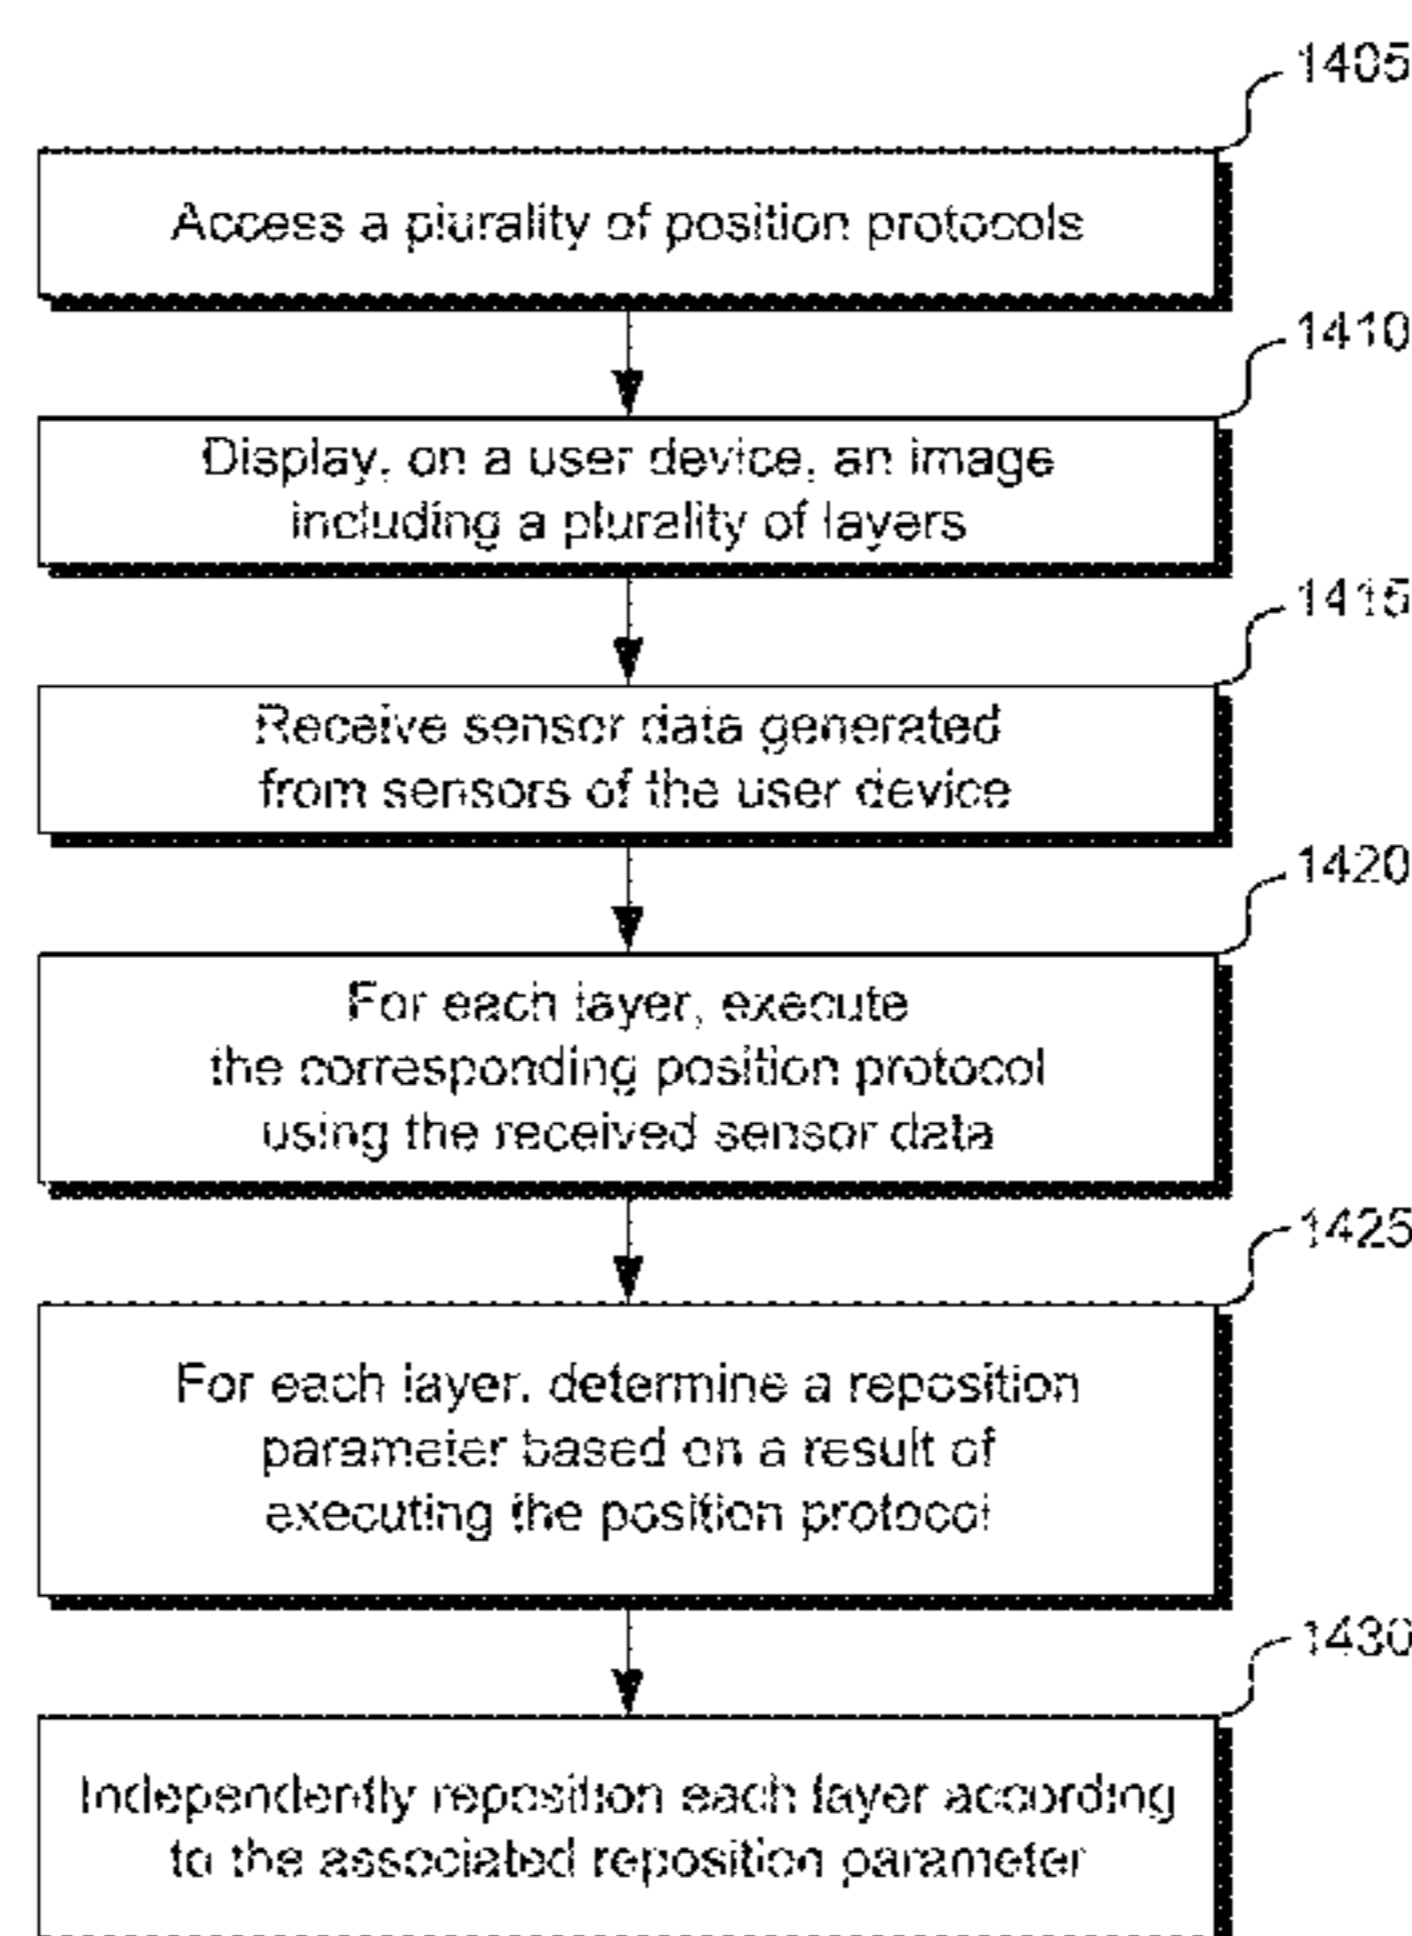 1405
Access a plurality of position protocols
1410
Display, on a user device, an image
including a plurality of layers
1415
Receive sensor data generated
from sensors of the user device
1420
For each layer, execute
the corresponding position protocol
using the received sensor data
1425
For each layer, determine a reposition
parameter based on a result of
executing the position protocol
1430
Independently reposition each layer according
to the associated reposition parameter